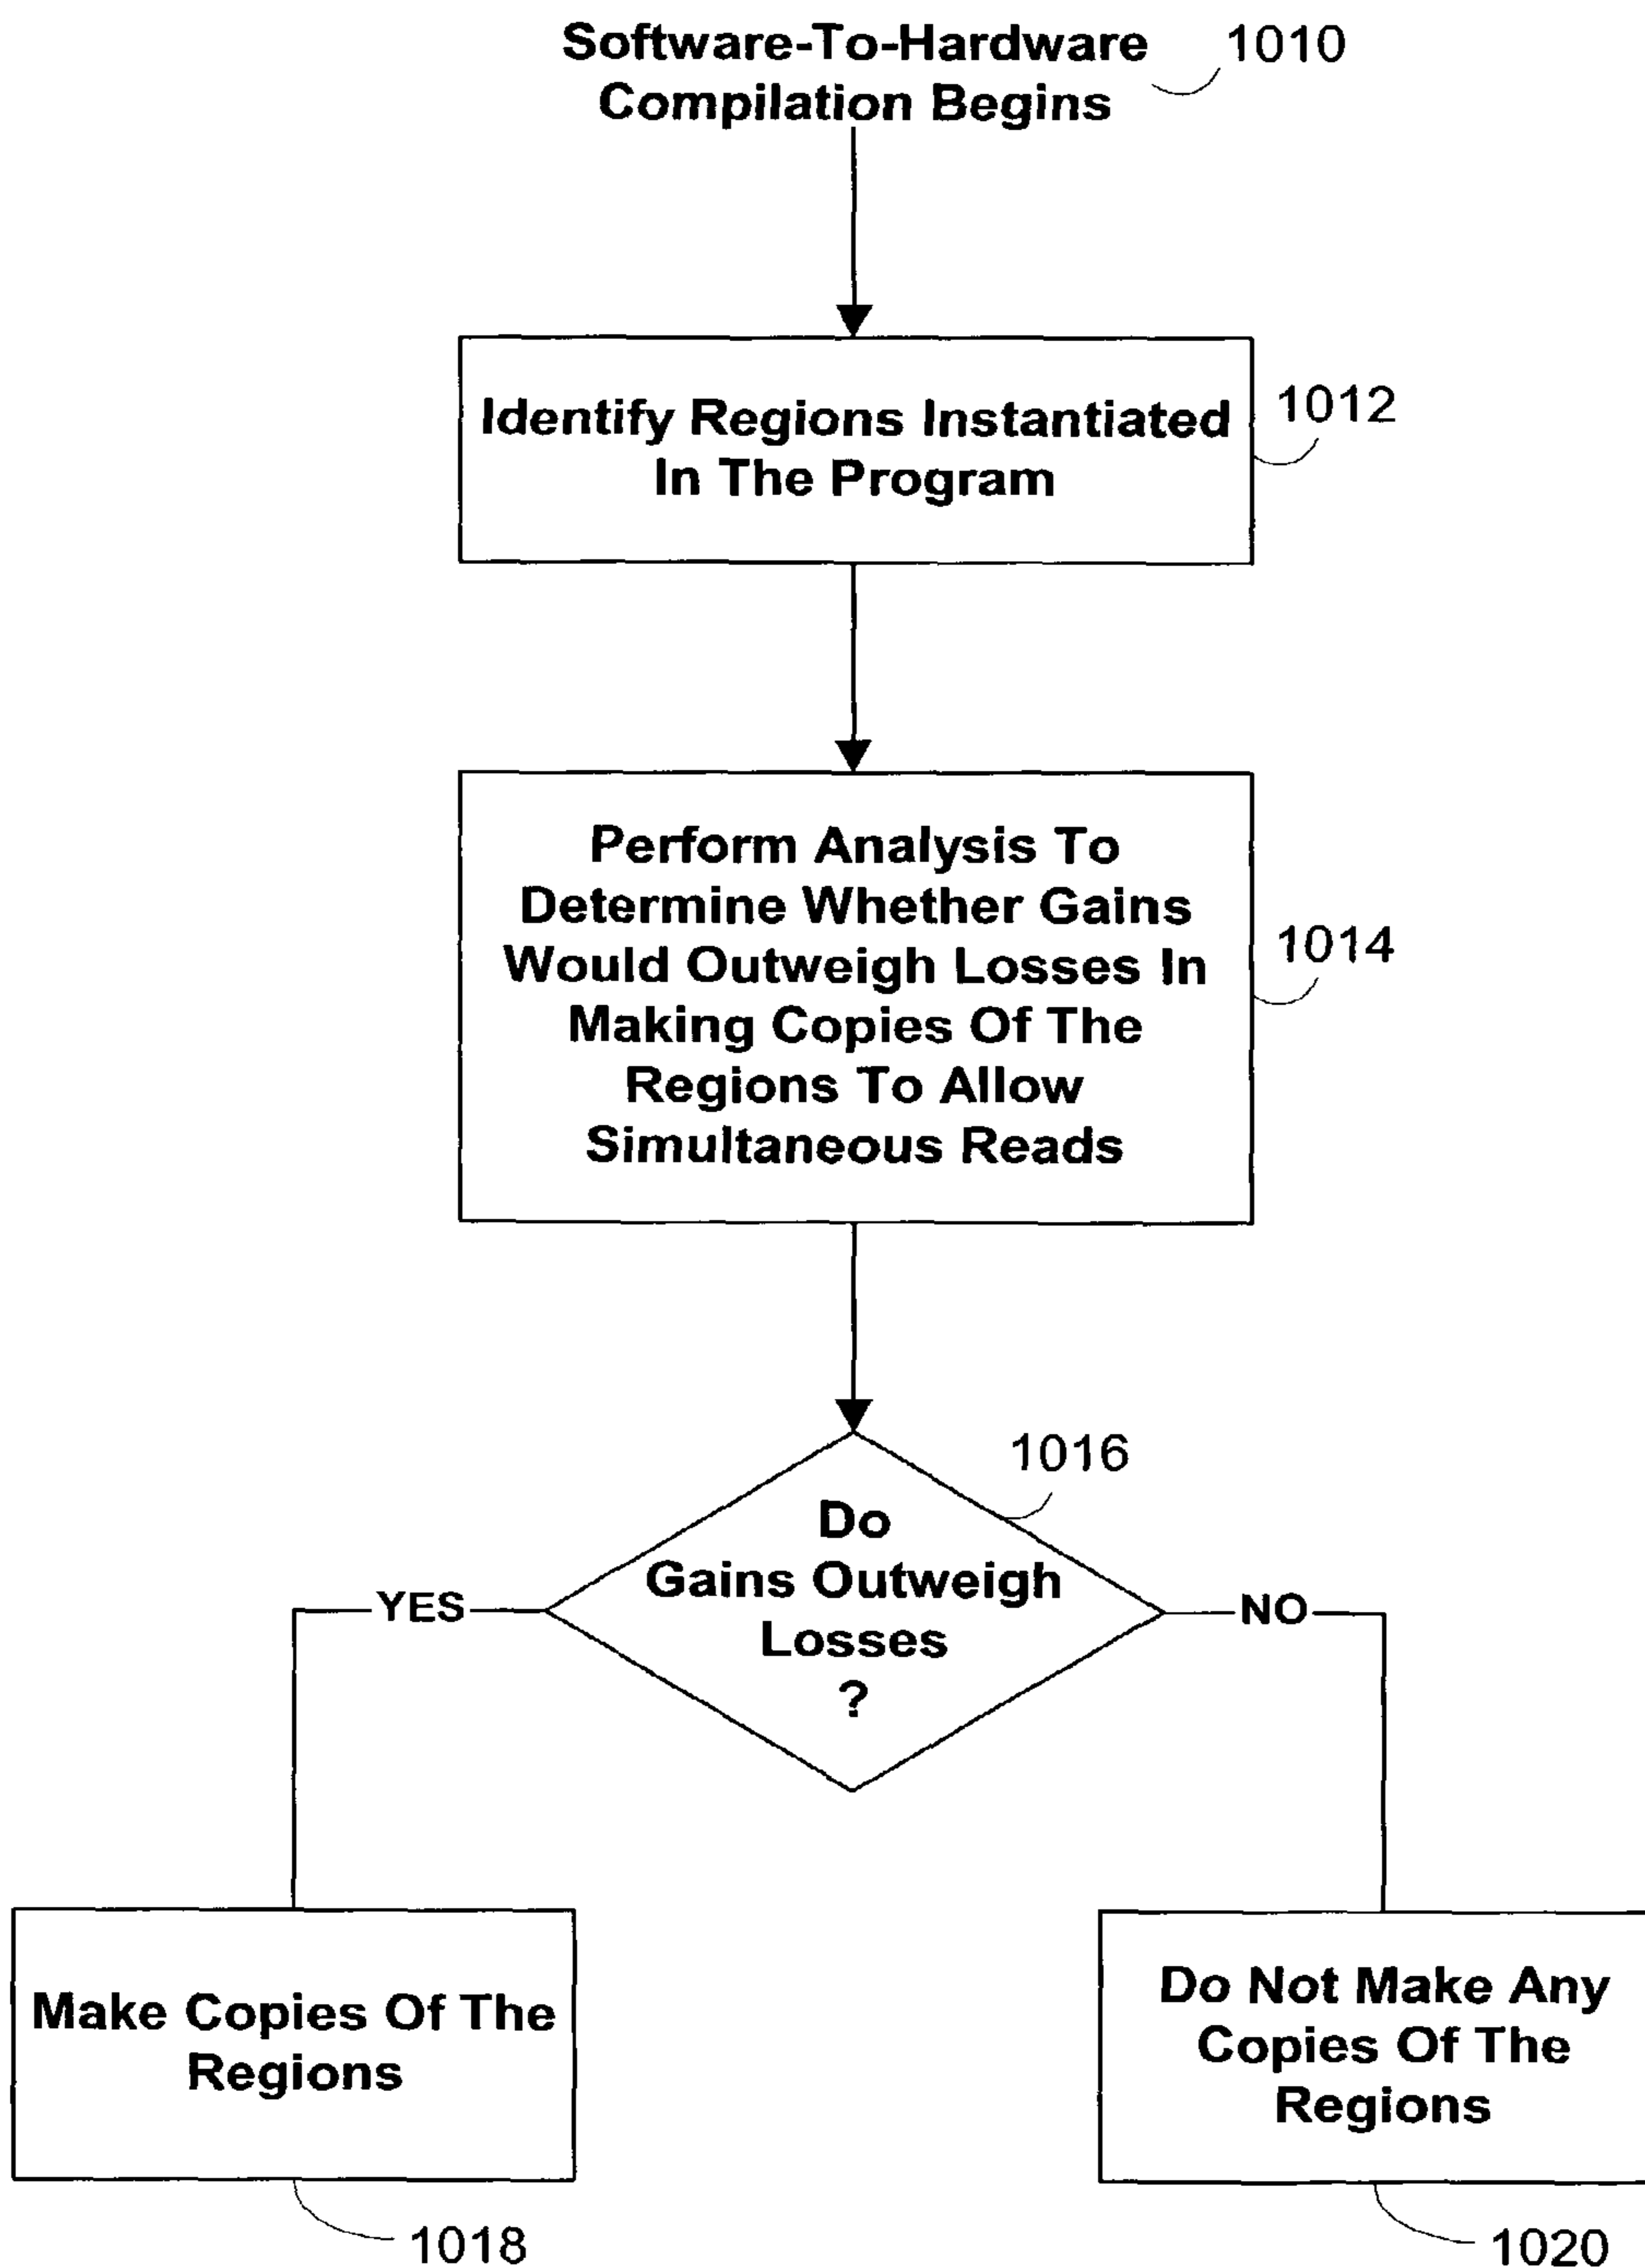 Software-To-Hardware
Compilation Begins
1010
Identify Regions Instantiated
In The Program
1012
Perform Analysis To
Determine Whether Gains
Would Outweigh Losses In
Making Copies Of The
Regions To Allow
Simultaneous Reads
1014
1016
Do
Gains Outweigh
Losses
?
YES
NO
Make Copies Of The
Regions
1018
Do Not Make Any
Copies Of The
Regions
1020